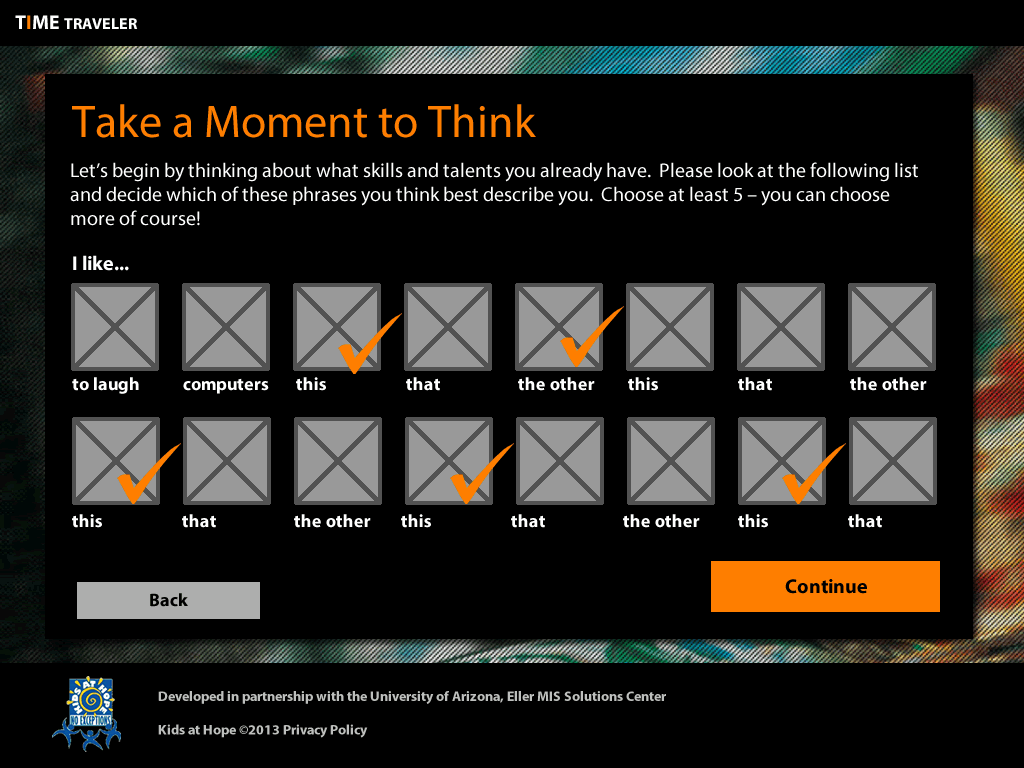 TIME TRAVELER
Take a Moment to Think
Let's begin by thinking about what skills and talents you already have.  Please look at the following list
and decide which of these phrases you think best describe you.  Choose at least 5 – you can choose
more of course!
I like...
to laugh computers this that the other this that the other
this that the other this that the other this that
Back
Continue
KIDS AT HOPE
NO EXCEPTIONS
Developed in partnership with the University of Arizona, Eller MIS Solutions Center
Kids at Hope ©2013 Privacy Policy